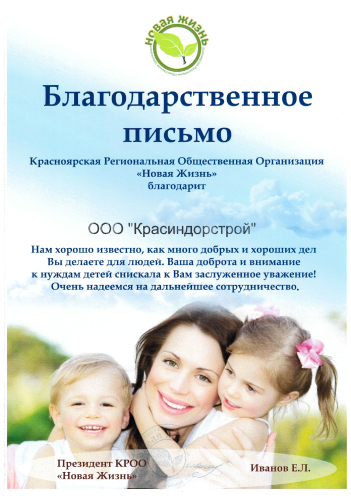 НОВАЯ ЖИЗНЬ
Благодарственное
письмо
Красноярская Региональная Общественная Организация
«Новая Жизнь»
благодарит
ООО "Красиндорстрой"
Нам хорошо известно, как много добрых и хороших дел
Вы делаете для людей. Ваша доброта и внимание
к нуждам детей снискала к Вам заслуженное уважение!
Очень надеемся на дальнейшее сотрудничество.
Президент КРОО
«Новая Жизнь»
Иванов Е.Л.